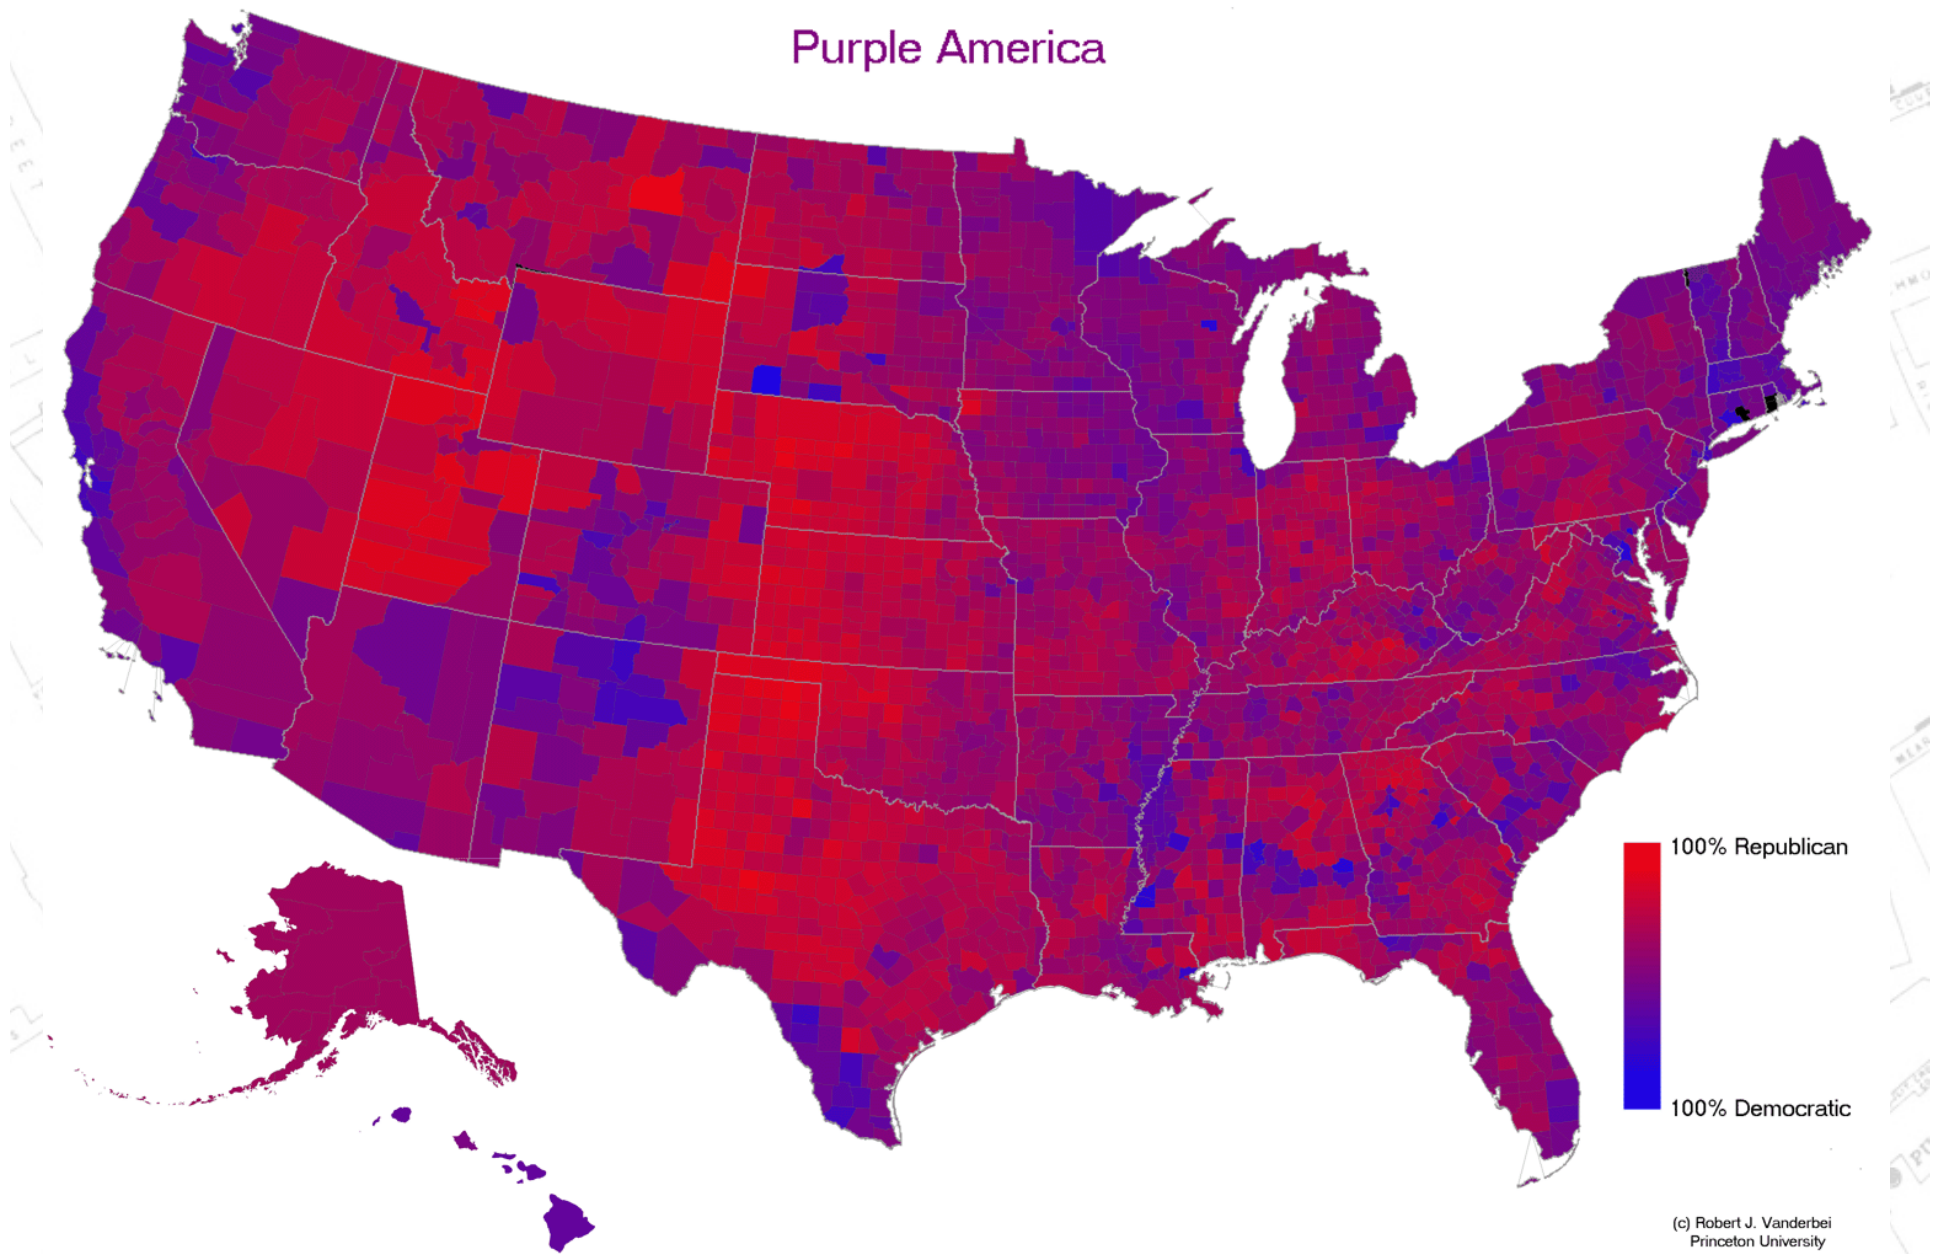 Purple America
100% Republican
100% Democratic
(c) Robert J. Vanderbei
Princeton University